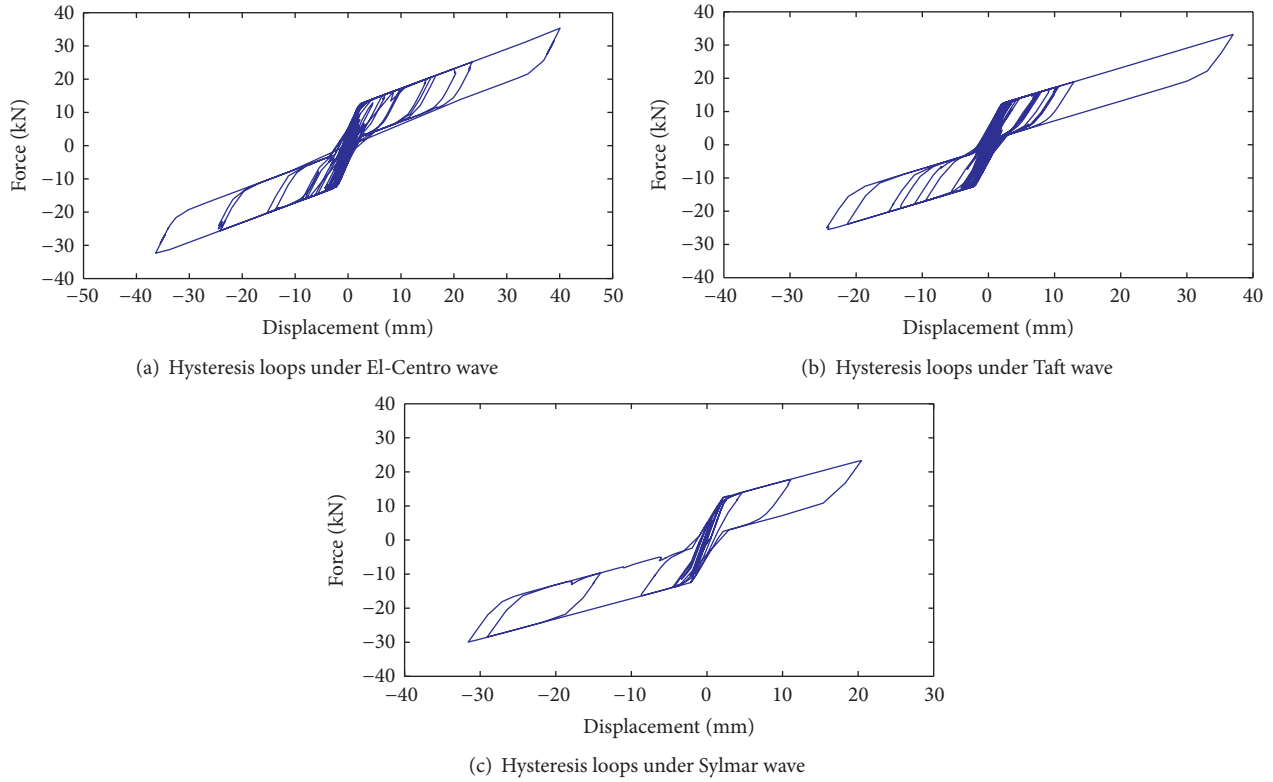 40
30
20
10
0
−10
−20
−30
−40
Force (kN)
−50 −40 −30 −20 −10 0 10 20 30 40 50
Displacement (mm)
(a) Hysteresis loops under El-Centro wave
40
30
20
10
0
−10
−20
−30
−40
Force (kN)
−40 −30 −20 −10 0 10 20 30 40
Displacement (mm)
(b) Hysteresis loops under Taft wave
40
30
20
10
0
−10
−20
−30
−40
Force (kN)
−40 −30 −20 −10 0 10 20 30
Displacement (mm)
(c) Hysteresis loops under Sylmar wave